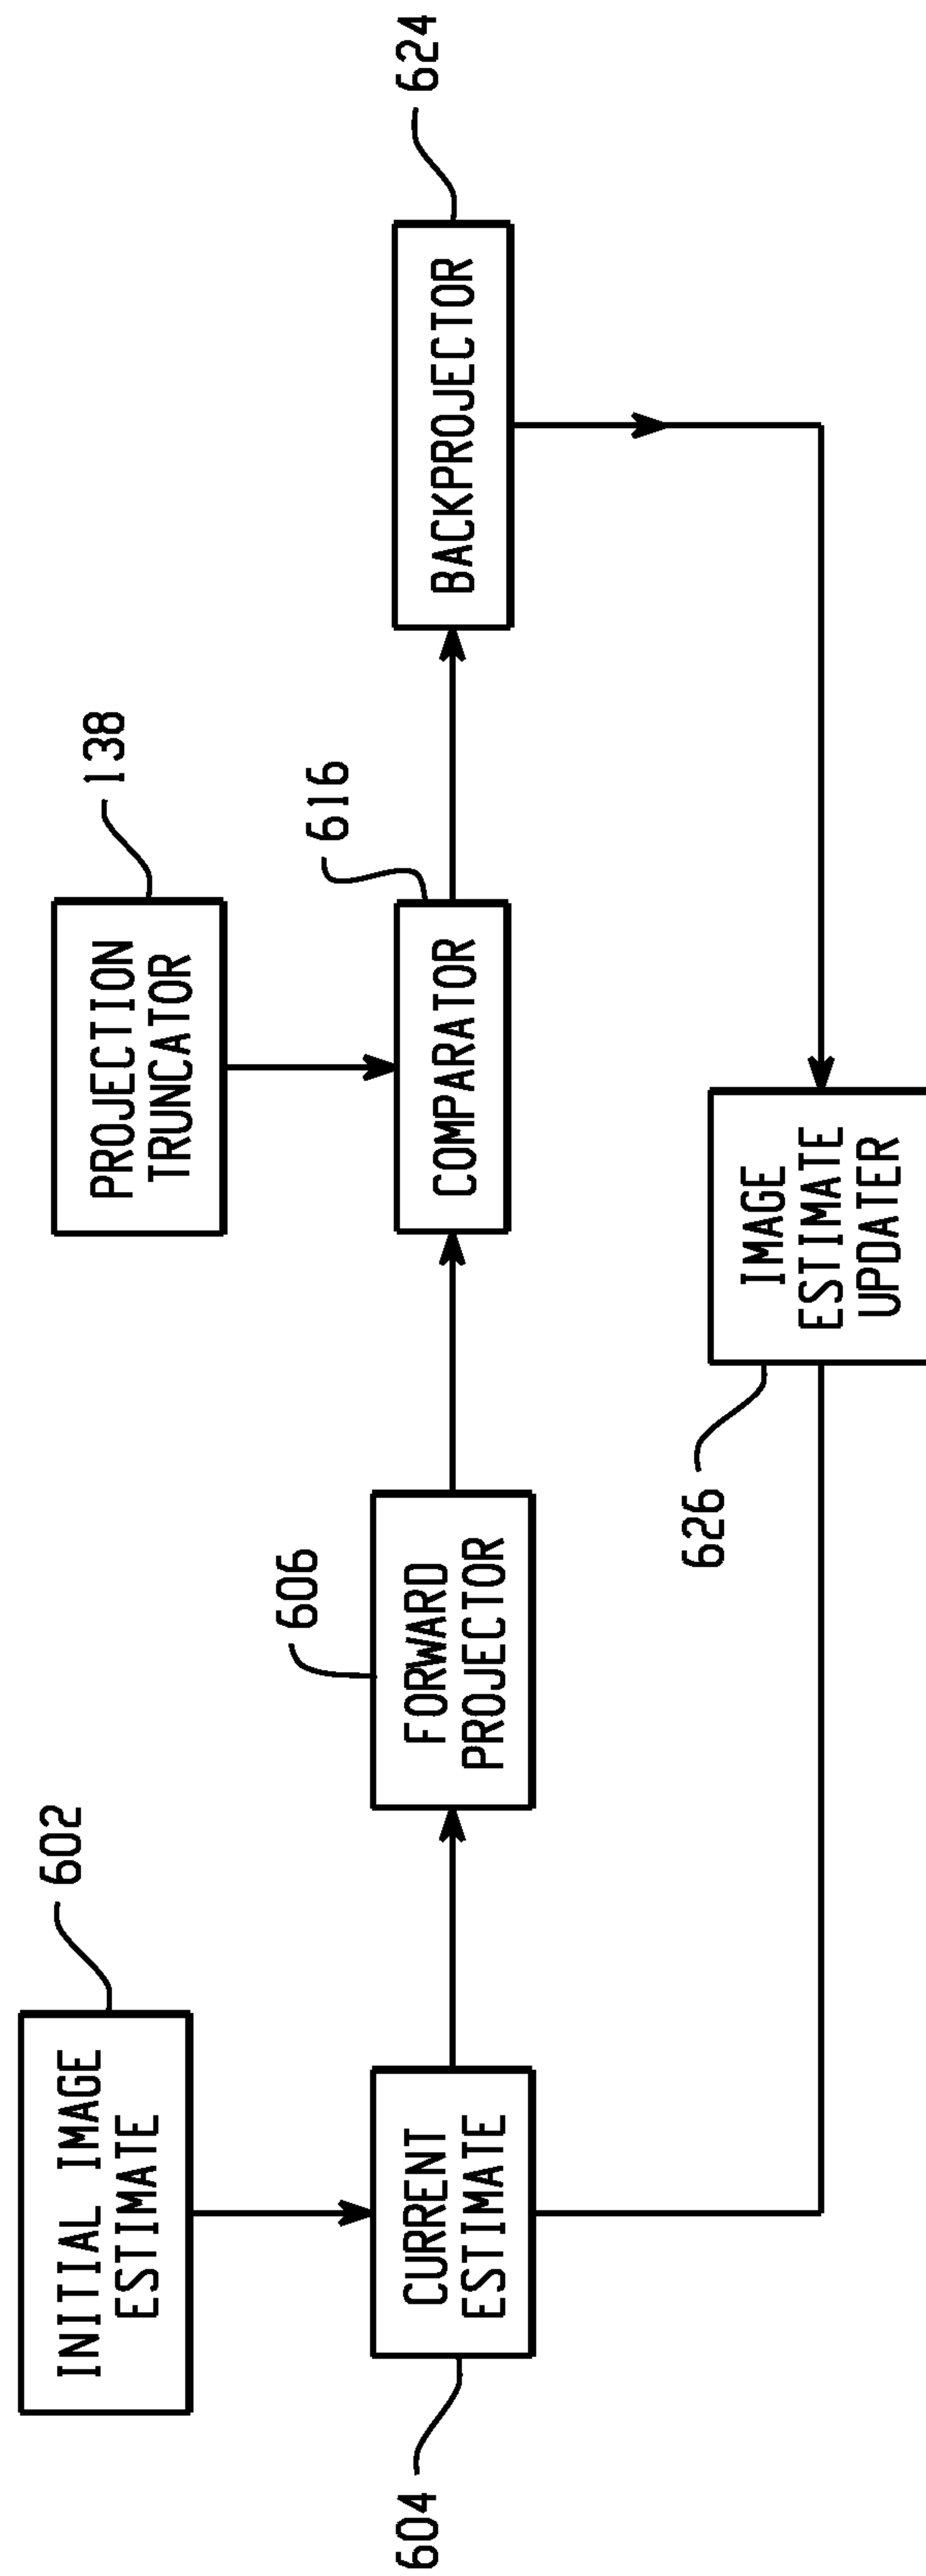 INITIAL IMAGE
ESTIMATE
602
PROJECTION
TRUNCATOR
138
CURRENT
ESTIMATE
604
FORWARD
PROJECTOR
606
COMPARATOR
616
BACKPROJECTOR
624
IMAGE
ESTIMATE
UPDATER
626